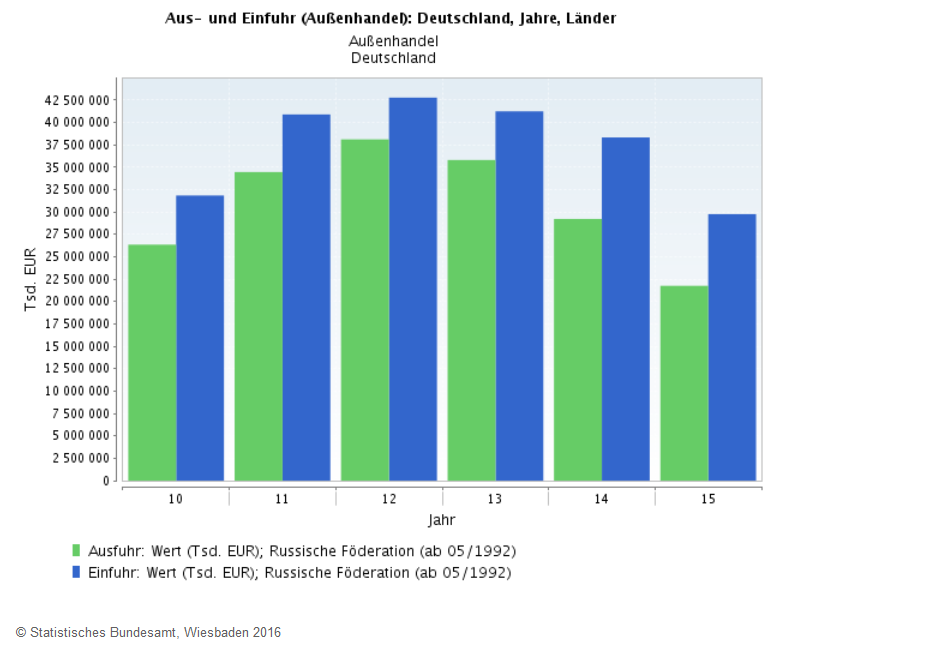 Aus- und Einfuhr (Außenhandel): Deutschland, Jahre, Länder
Außenhandel
Deutschland
42 500 000
40 000 000
37 500 000
35 000 000
32 500 000
30 000 000
27 500 000
25 000 000
22 500 000
20 000 000
17 500 000
15 000 000
12 500 000
10 000 000
7 500 000
5 000 000
2 500 000
0
Tsd. EUR
10 11 12 13 14 15
Jahr
Ausfuhr: Wert (Tsd. EUR); Russische Föderation (ab 05/1992)
Einfuhr: Wert (Tsd. EUR); Russische Föderation (ab 05/1992)
© Statistisches Bundesamt, Wiesbaden 2016